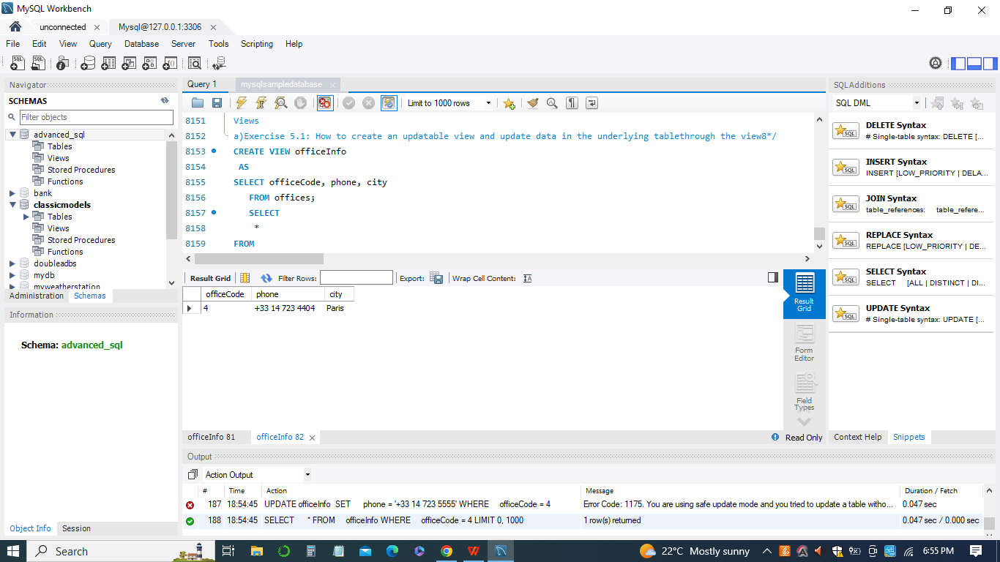 MySQL Workbench
unconnected
Mysql@127.0.0.1:3306
File Edit View Query Database Server Tools Scripting Help
Navigator
SCHEMAS
Filter objects
advanced_sql
Tables
Views
Stored Procedures
Functions
bank
classicmodels
Tables
Views
Stored Procedures
Functions
doubleadbs
mydb
myweatherstation
Administration Schemas
Information
Schema: advanced_sql
Object Info Session
Query 1 mysqlsampledatabase
Limit to 1000 rows
8151 Views
8152 a)Exercise 5.1: How to create an updatable view and update data in the underlying tablethrough the view8*/
8153 CREATE VIEW officeInfo
8154 AS
8155 SELECT officeCode, phone, city
8156 FROM offices;
8157 SELECT
8158 *
8159 FROM
Result Grid Filter Rows: Export: Wrap Cell Content:
officeCode phone city
4 +33 14 723 4404 Paris
Result Grid
Form Editor
Field Types
officeInfo 81 officeInfo 82 Read Only
Output
Action Output
# Time Action Message Duration / Fetch
187 18:54:45 UPDATE officeInfo SET phone = '+33 14 723 5555' WHERE officeCode = 4 Error Code: 1175. You are using safe update mode and you tried to update a table witho... 0.047 sec
188 18:54:45 SELECT * FROM officeInfo WHERE officeCode = 4 LIMIT 0, 1000 1 row(s) returned 0.047 sec / 0.000 sec
SQLAdditions
SQL DML
DELETE Syntax
# Single-table syntax: DELETE [...
INSERT Syntax
INSERT [LOW_PRIORITY | DELA...
JOIN Syntax
table_references: table_refere...
REPLACE Syntax
REPLACE [LOW_PRIORITY | DE...
SELECT Syntax
SELECT [ALL | DISTINCT | DI...
UPDATE Syntax
# Single-table syntax: UPDATE [...
Context Help Snippets
Search
22°C Mostly sunny
6:55 PM